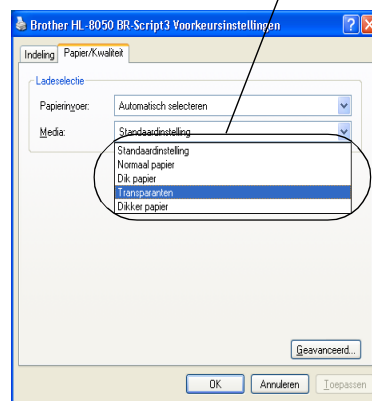 Brother HL-8050 BR-Script3 Voorkeursinstellingen
Indeling Papier/Kwaliteit
Ladeselectie
Papierinvoer: Automatisch selecteren
Media: Standaardinstelling
Standaardinstelling
Normaal papier
Dik papier
Transparanten
Dikker papier
Geavanceerd...
OK Annuleren Toepassen